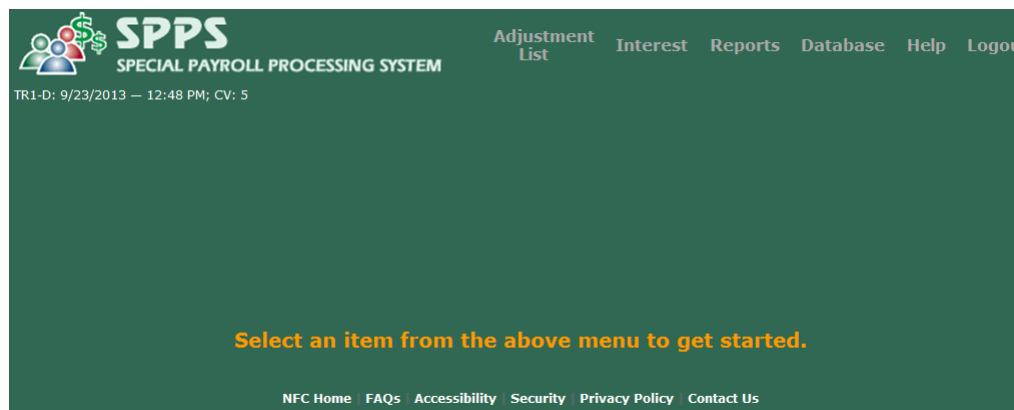 SPPS
SPECIAL PAYROLL PROCESSING SYSTEM
Adjustment
List
Interest Reports Database Help Logou
TR1-D: 9/23/2013 — 12:48 PM; CV: 5
Select an item from the above menu to get started.
NFC Home | FAQs | Accessibility | Security | Privacy Policy | Contact Us